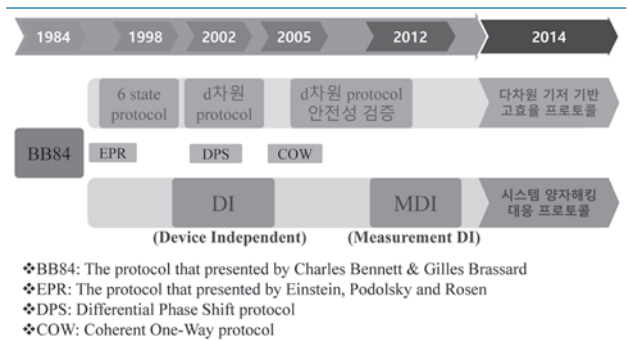 1984 1998 2002 2005 2012 2014
6 state
protocol
d차원
protocol
d차원 protocol
안전성 검증
다차원 기저 기반
고효율 프로토콜
BB84
EPR DPS COW
DI MDI
시스템 양자해킹
대응 프로토콜
(Device Independent) (Measurement DI)
❖BB84: The protocol that presented by Charles Bennett & Gilles Brassard
❖EPR: The protocol that presented by Einstein, Podolsky and Rosen
❖DPS: Differential Phase Shift protocol
❖COW: Coherent One-Way protocol